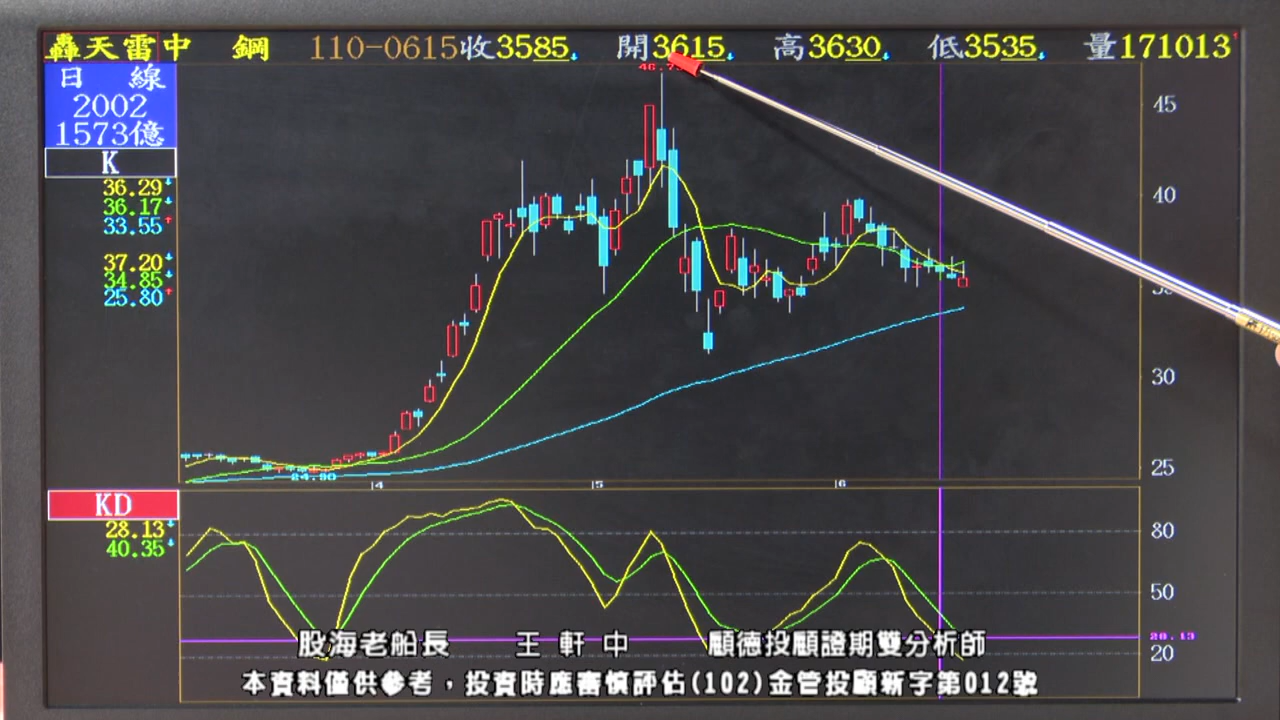 轟天雷中 鋼 110-0615收3585 開3615 高3630 低3535 量171013
日 線
2002
1573億
K
36.29
36.17
33.55
37.20
34.85
25.80
45
40
30
25
24.80
4 5 6
KD
28.13
40.35
80
50
28.13
20
股海老船長 王軒中 顧德投顧證期雙分析師
本資料僅供參考，投資時應審慎評估(102)金管投顧新字第012號